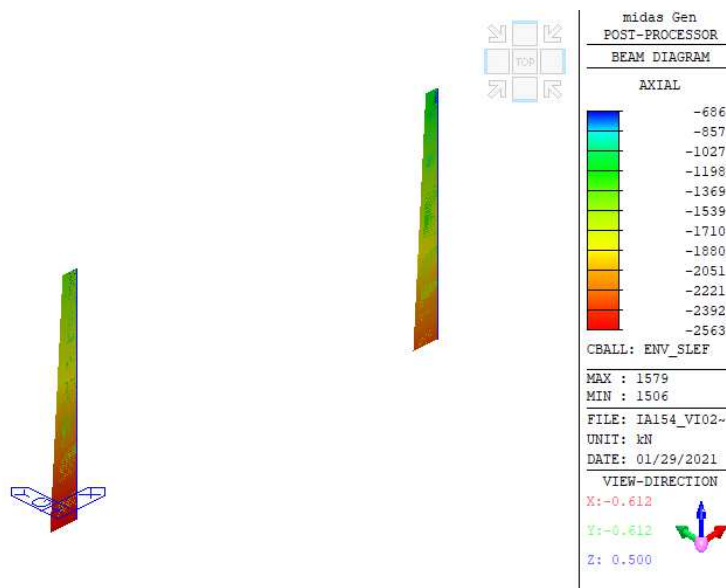 TOP
midas Gen
POST-PROCESSOR
BEAM DIAGRAM
AXIAL
-686
-857
-1027
-1198
-1369
-1539
-1710
-1880
-2051
-2221
-2392
-2563
CBALL: ENV_SLEF
MAX : 1579
MIN : 1506
FILE: IA154_VI02~
UNIT: kN
DATE: 01/29/2021
VIEW-DIRECTION
X:-0.612
Y:-0.612
Z: 0.500